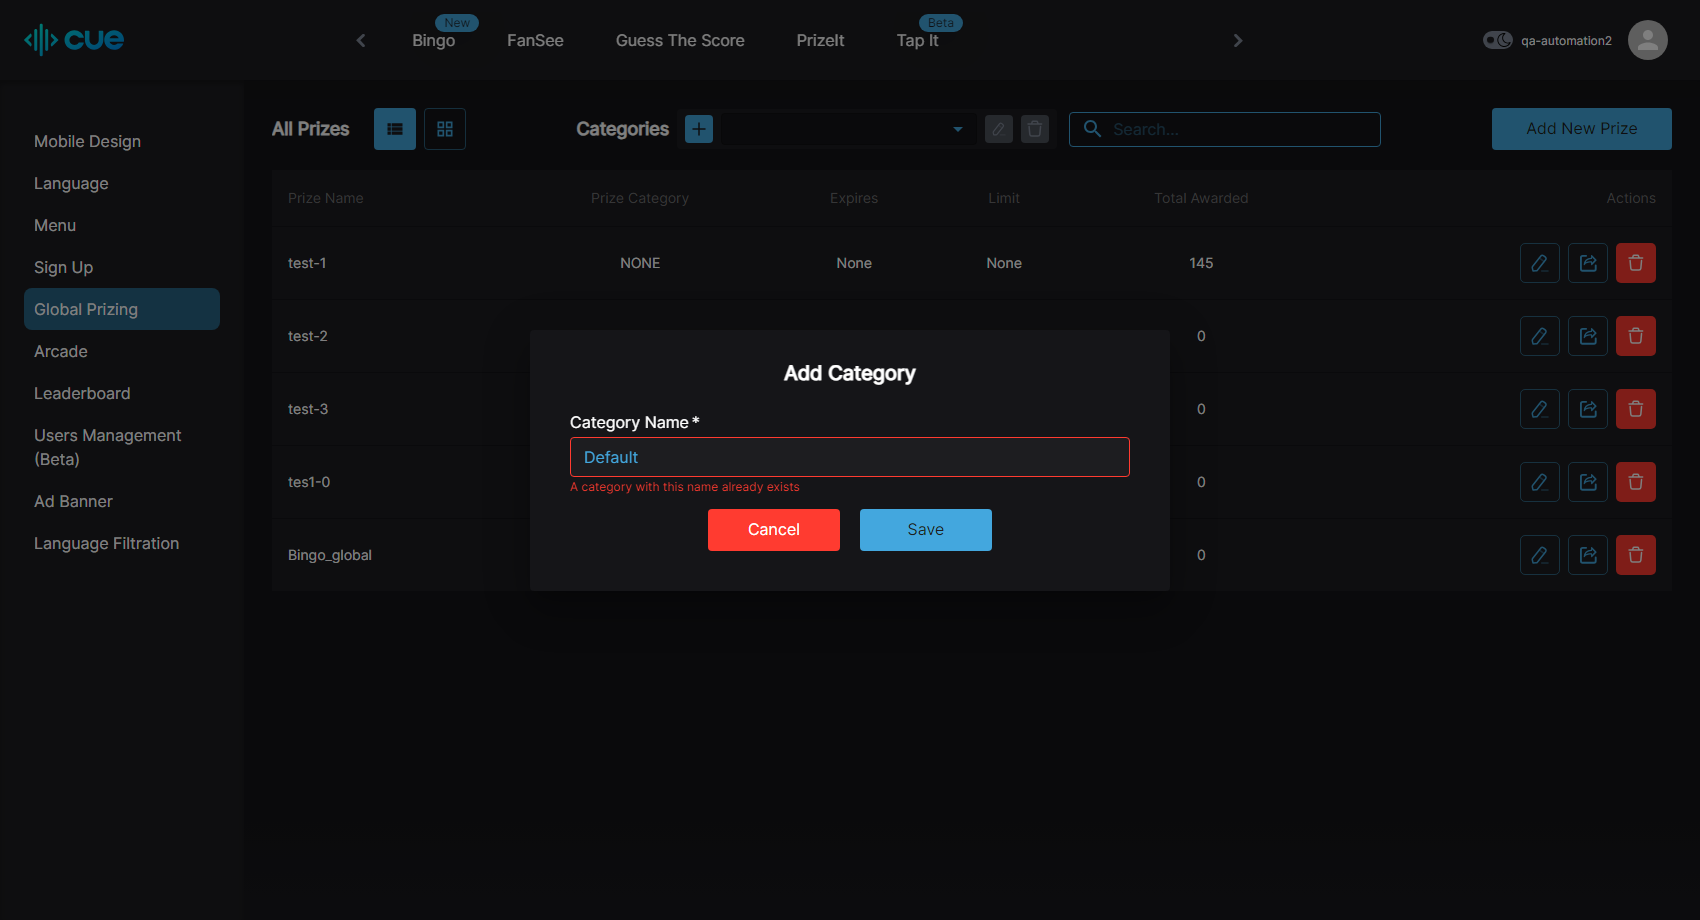 cue
New
Bingo
FanSee
Guess The Score
PrizeIt
Beta
Tap It
qa-automation2
Mobile Design
Language
Menu
Sign Up
Global Prizing
Arcade
Leaderboard
Users Management
(Beta)
Ad Banner
Language Filtration
All Prizes
Categories
Search...
Add New Prize
Prize Name Prize Category Expires Limit Total Awarded Actions
test-1 NONE None None 145
test-2 0
test-3 0
tes1-0 0
Bingo_global 0
Add Category
Category Name *
Default
A category with this name already exists
Cancel
Save